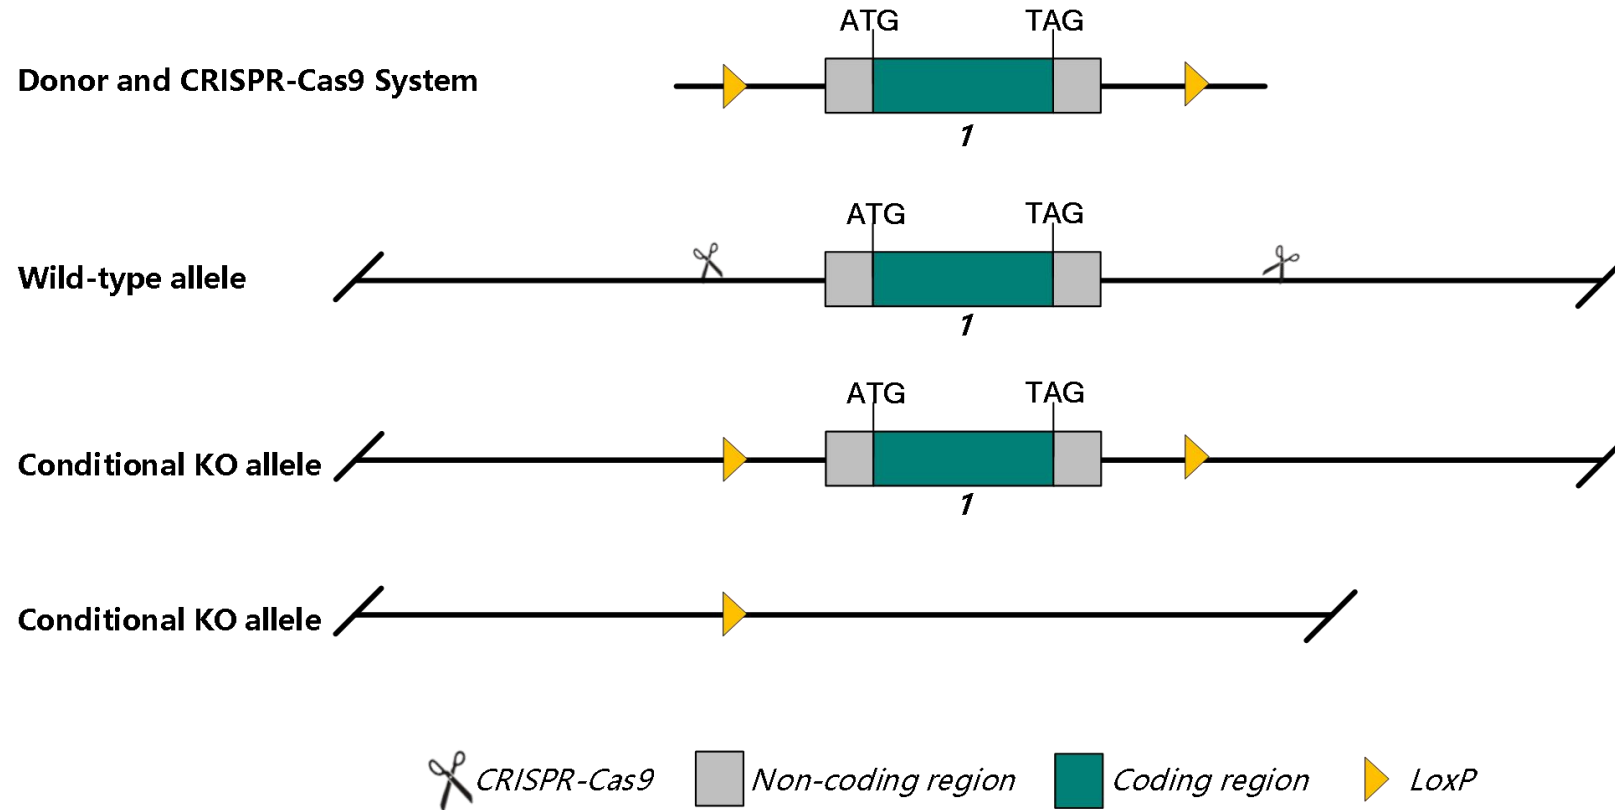 ATG TAG
Donor and CRISPR-Cas9 System
1
ATG TAG
Wild-type allele
1
ATG TAG
Conditional KO allele
1
Conditional KO allele
CRISPR-Cas9 Non-coding region Coding region LoxP